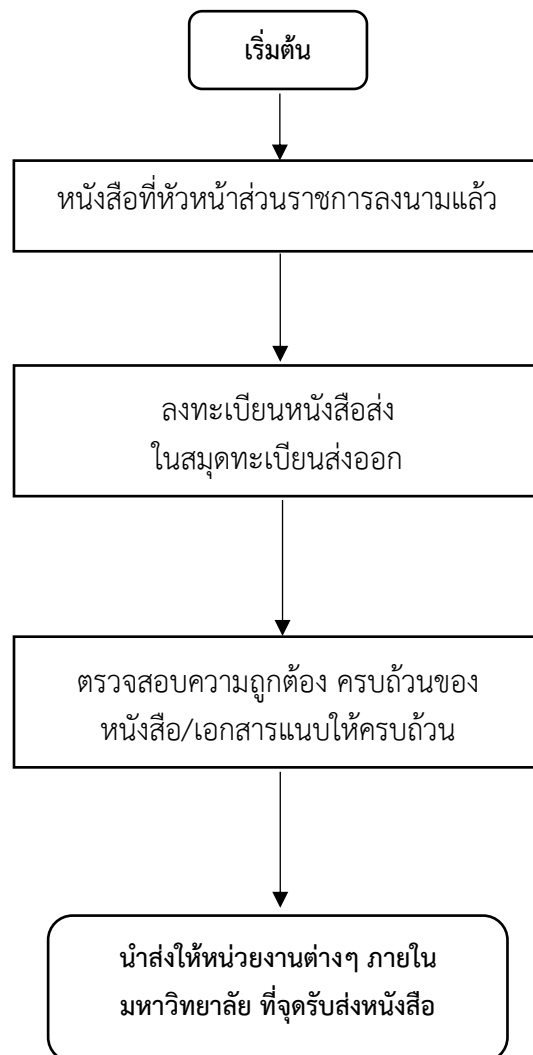 เริ่มต้น
หนังสือที่หัวหน้าส่วนราชการลงนามแล้ว
ลงทะเบียนหนังสือส่ง
ในสมุดทะเบียนส่งออก
ตรวจสอบความถูกต้อง ครบถ้วนของ
หนังสือ/เอกสารแนบให้ครบถ้วน
นำส่งให้หน่วยงานต่างๆ ภายใน
มหาวิทยาลัย ที่จุดรับส่งหนังสือ